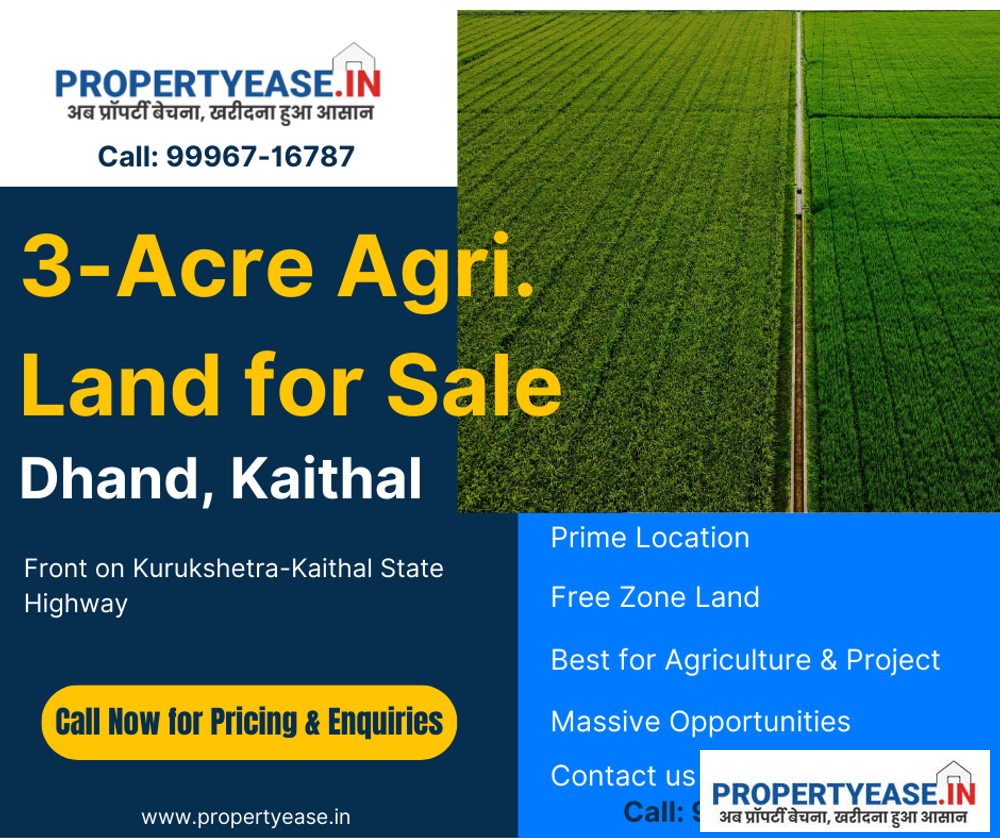 PROPERTYEASE.IN
अब प्रॉपर्टी बेचना, खरीदना हुआ आसान
Call: 99967-16787
3-Acre Agri.
Land for Sale
Dhand, Kaithal
Front on Kurukshetra-Kaithal State
Highway
Call Now for Pricing & Enquiries
www.propertyease.in
Prime Location
Free Zone Land
Best for Agriculture & Project
Massive Opportunities
Contact us
Call:
PROPERTYEASE.IN
अब प्रॉपर्टी बेचना, खरीदना हुआ आसान